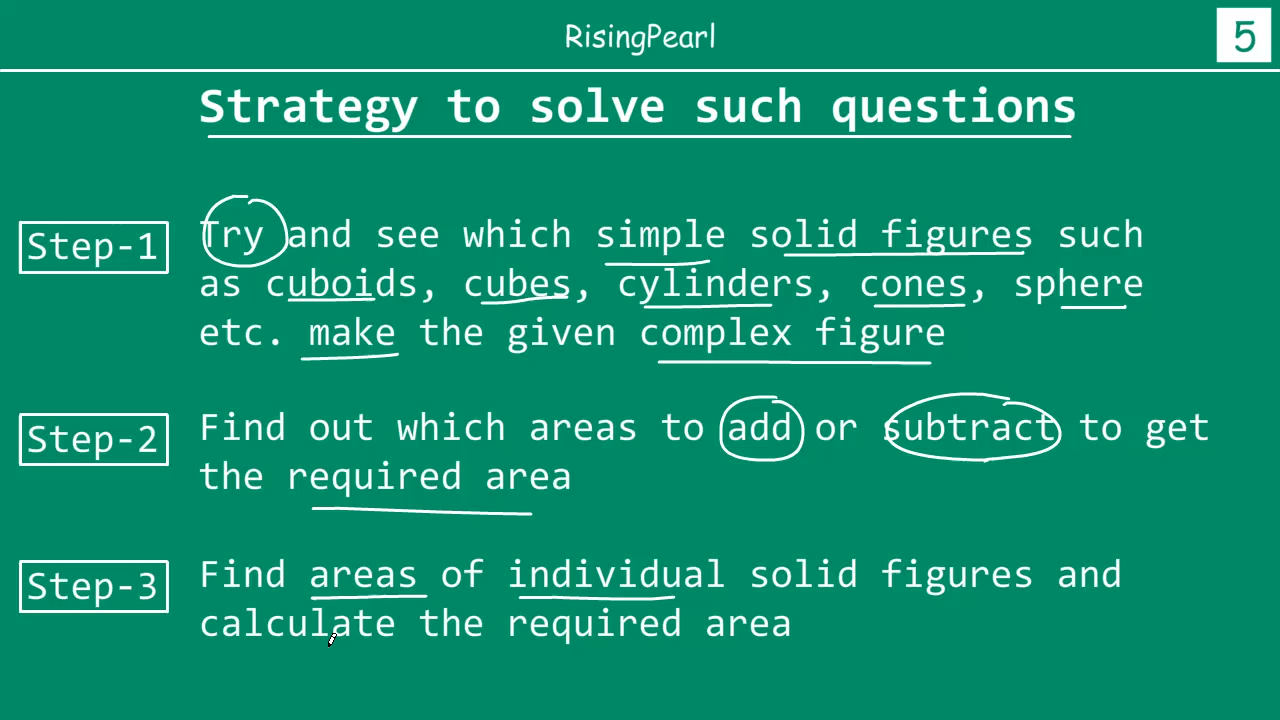 RisingPearl
5
Strategy to solve such questions
Step-1
Try and see which simple solid figures such
as cuboids, cubes, cylinders, cones, sphere
etc. make the given complex figure
Step-2
Find out which areas to add or subtract to get
the required area
Step-3
Find areas of individual solid figures and
calculate the required area